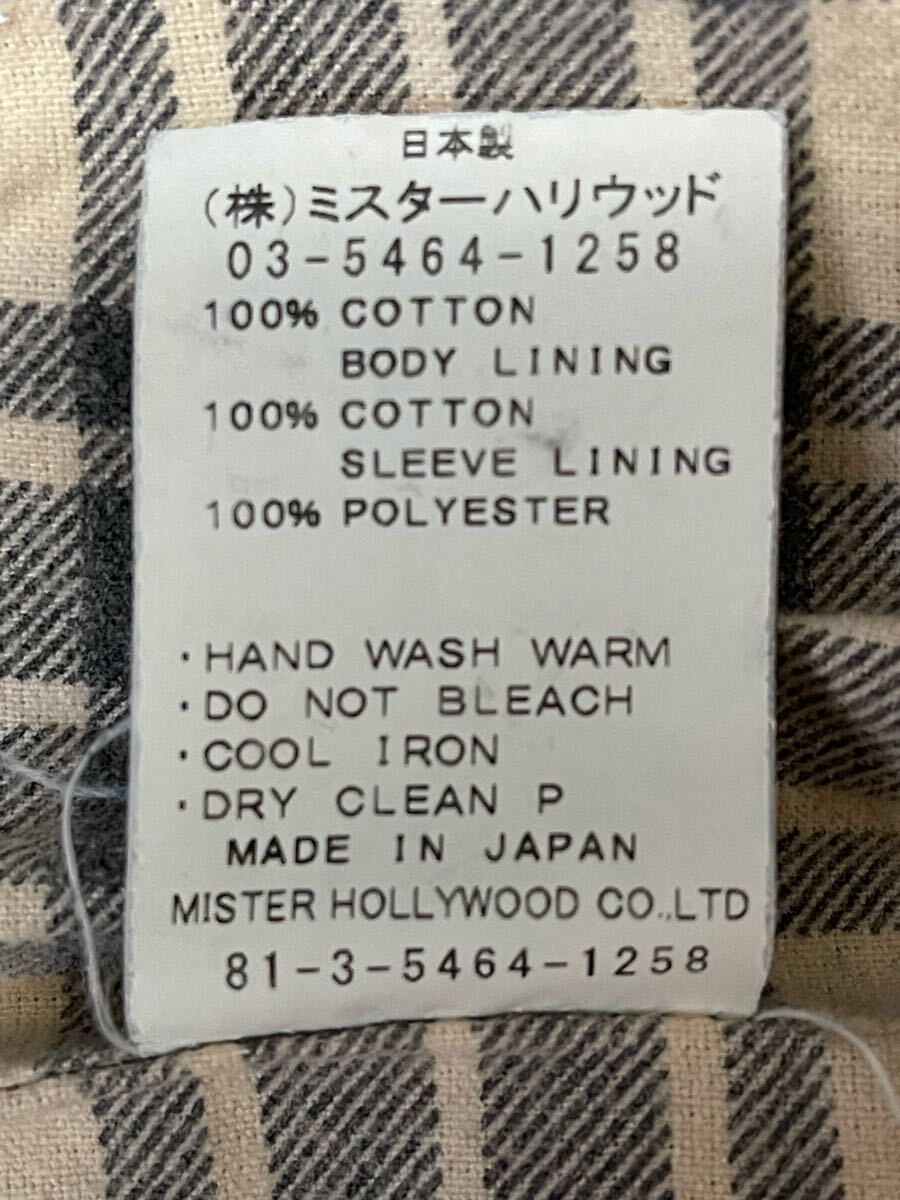 日本製
(株)ミスターハリウッド
03-5464-1258
100% COTTON
BODY LINING
100% COTTON
SLEEVE LINING
100% POLYESTER
・HAND WASH WARM
・DO NOT BLEACH
・COOL IRON
・DRY CLEAN P
MADE IN JAPAN
MISTER HOLLYWOOD CO.,LTD
81-3-5464-1258